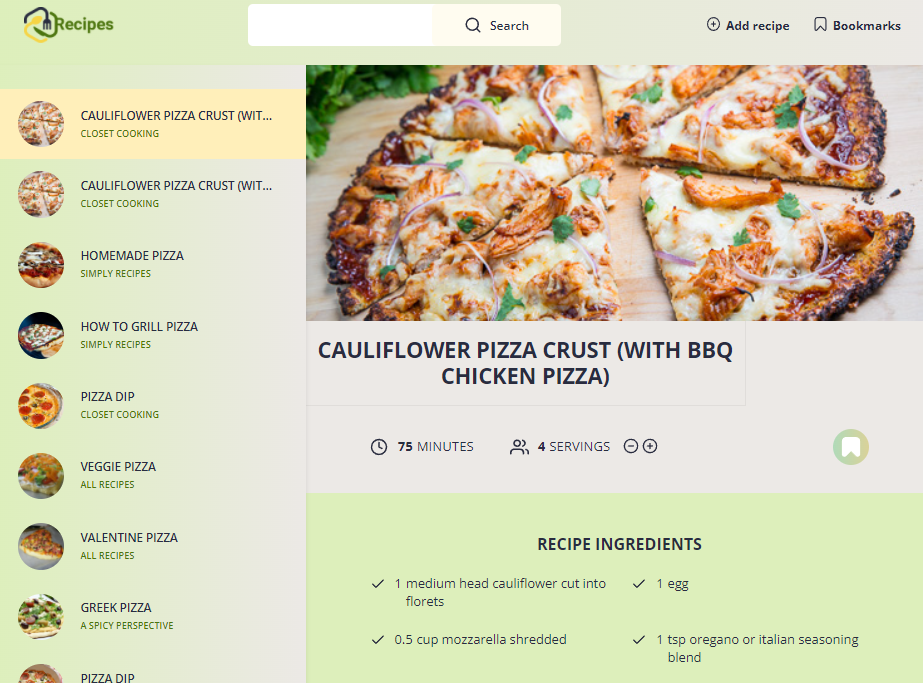 Recipes
Search
Add recipe
Bookmarks
CAULIFLOWER PIZZA CRUST (WIT...
CLOSET COOKING
CAULIFLOWER PIZZA CRUST (WIT...
CLOSET COOKING
HOMEMADE PIZZA
SIMPLY RECIPES
HOW TO GRILL PIZZA
SIMPLY RECIPES
PIZZA DIP
CLOSET COOKING
VEGGIE PIZZA
ALL RECIPES
VALENTINE PIZZA
ALL RECIPES
GREEK PIZZA
A SPICY PERSPECTIVE
PIZZA DIP
CAULIFLOWER PIZZA CRUST (WITH BBQ
CHICKEN PIZZA)
75 MINUTES
4 SERVINGS
RECIPE INGREDIENTS
1 medium head cauliflower cut into
florets
1 egg
0.5 cup mozzarella shredded
1 tsp oregano or italian seasoning
blend